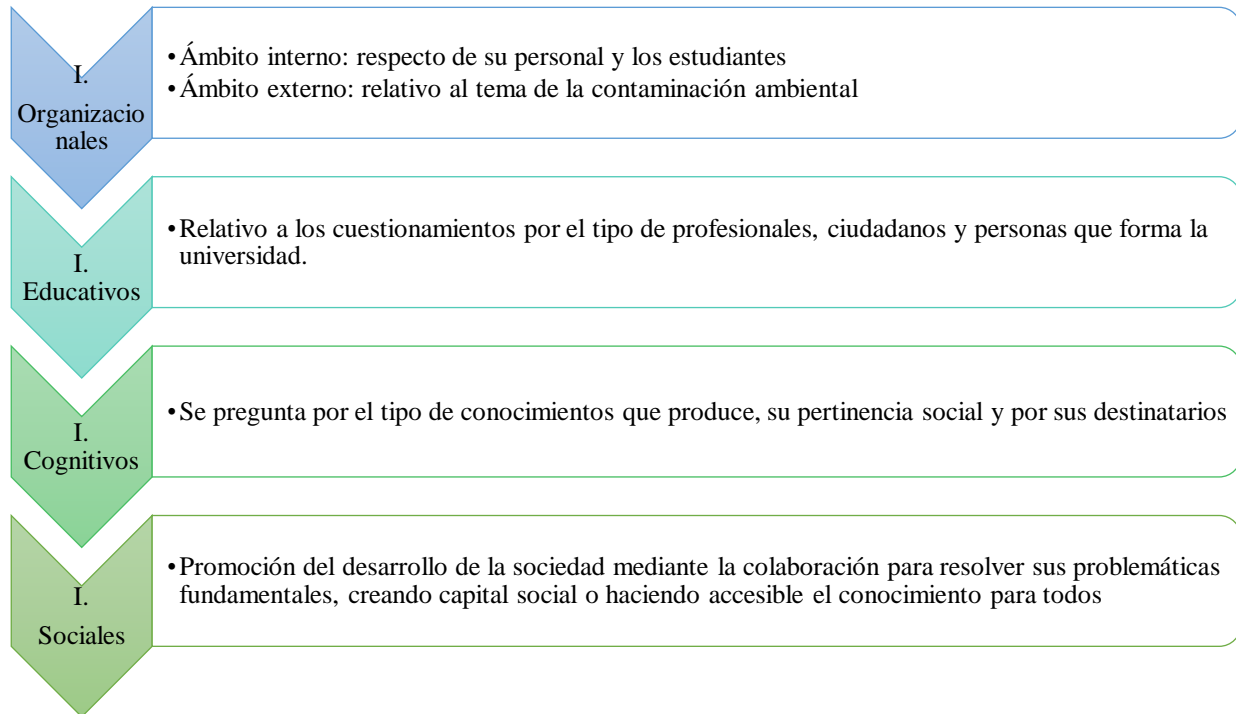 I.
Organizacio
nales
•Ámbito interno: respecto de su personal y los estudiantes
•Ámbito externo: relativo al tema de la contaminación ambiental
I.
Educativos
•Relativo a los cuestionamientos por el tipo de profesionales, ciudadanos y personas que forma la
universidad.
I.
Cognitivos
•Se pregunta por el tipo de conocimientos que produce, su pertinencia social y por sus destinatarios
I.
Sociales
•Promoción del desarrollo de la sociedad mediante la colaboración para resolver sus problemáticas
fundamentales, creando capital social o haciendo accesible el conocimiento para todos